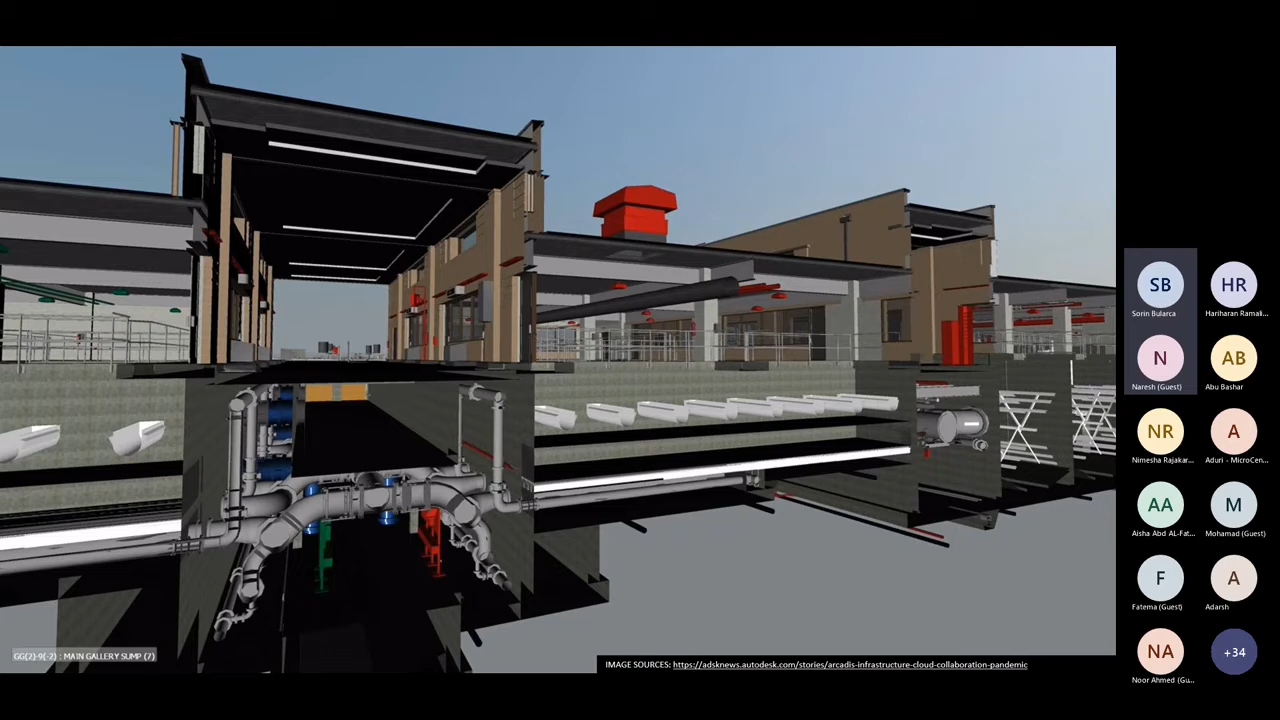 SB
Sorin Bularca
HR
Hariharan Ramali...
N
Naresh (Guest)
AB
Abu Bashar
NR
Nimesha Rajakar...
A
Aduri - MicroCen...
AA
Aisha Abd AL-Fat...
M
Mohamad (Guest)
F
Fatema (Guest)
A
Adarsh
NA
Noor Ahmed (Gu...
+34
GG(2)-9(-2) : MAIN GALLERY SUMP (7)
IMAGE SOURCES: https://adsknews.autodesk.com/stories/arcadis-infrastructure-cloud-collaboration-pandemic